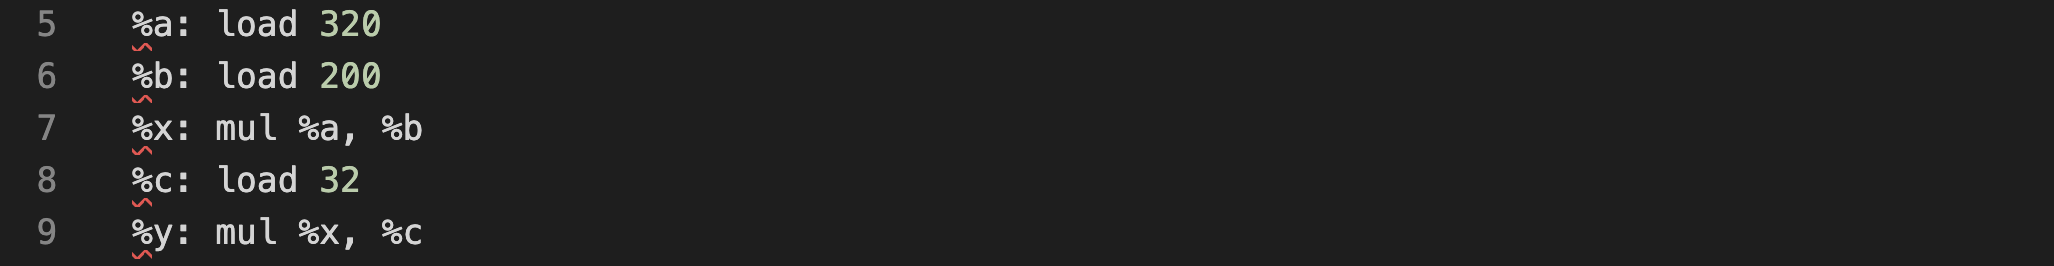 5 %a: load 320
6 %b: load 200
7 %x: mul %a, %b
8 %c: load 32
9 %y: mul %x, %c